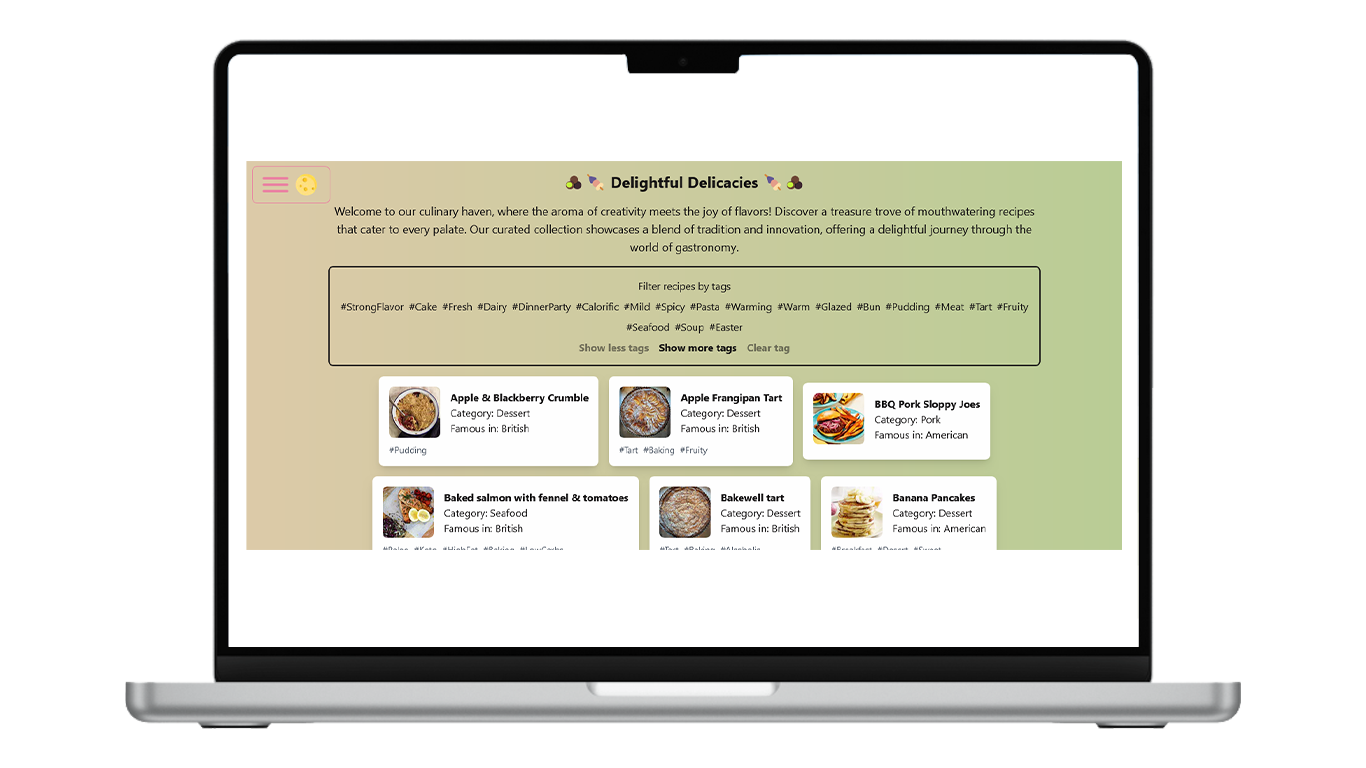 Delightful Delicacies
Welcome to our culinary haven, where the aroma of creativity meets the joy of flavors! Discover a treasure trove of mouthwatering recipes
that cater to every palate. Our curated collection showcases a blend of tradition and innovation, offering a delightful journey through the
world of gastronomy.
Filter recipes by tags
#StrongFlavor #Cake #Fresh #Dairy #DinnerParty #Calorific #Mild #Spicy #Pasta #Warming #Warm #Glazed #Bun #Pudding #Meat #Tart #Fruity
#Seafood #Soup #Easter
Show less tags Show more tags Clear tag
Apple & Blackberry Crumble
Category: Dessert
Famous in: British
#Pudding
Apple Frangipan Tart
Category: Dessert
Famous in: British
#Tart #Baking #Fruity
BBQ Pork Sloppy Joes
Category: Pork
Famous in: American
Baked salmon with fennel & tomatoes
Category: Seafood
Famous in: British
#Paleo #Keto #HighFat #Baking #LowCarbs
Bakewell tart
Category: Dessert
Famous in: British
#Tart #Baking #Alcoholic
Banana Pancakes
Category: Dessert
Famous in: American
#Breakfast #Desert #Sweet